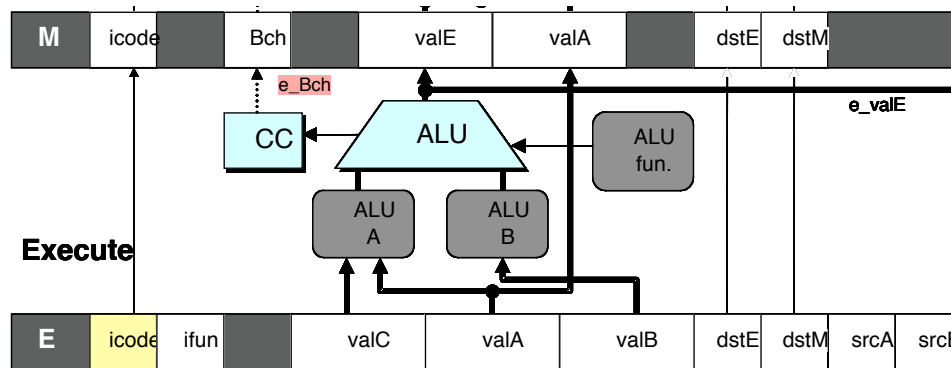 M icode Bch valE valA dstE dstM
e_Bch
e_valE
CC ALU ALU
fun.
ALU ALU
A B
Execute
E icode ifun valC valA valB dstE dstM srcA srcB